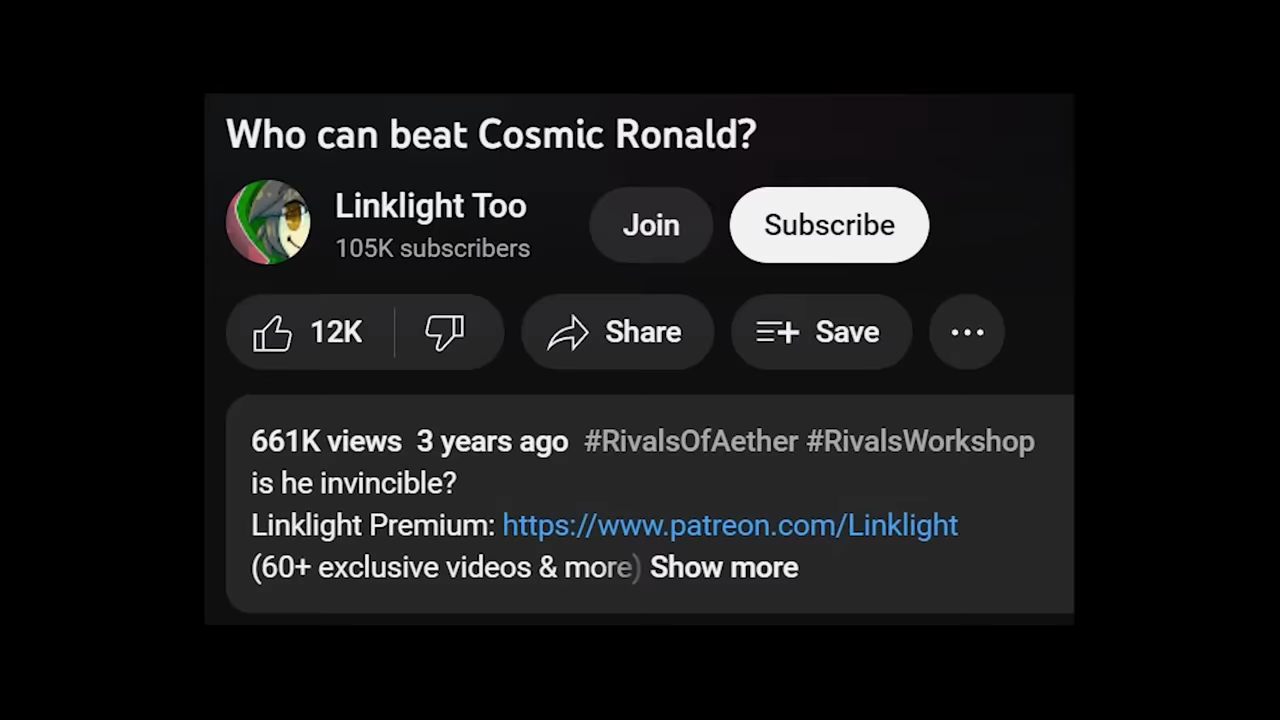 Who can beat Cosmic Ronald?
Linklight Too
105K subscribers
Join
Subscribe
12K
Share
Save
661K views 3 years ago #RivalsOfAether #RivalsWorkshop
is he invincible?
Linklight Premium: https://www.patreon.com/Linklight
(60+ exclusive videos & more) Show more